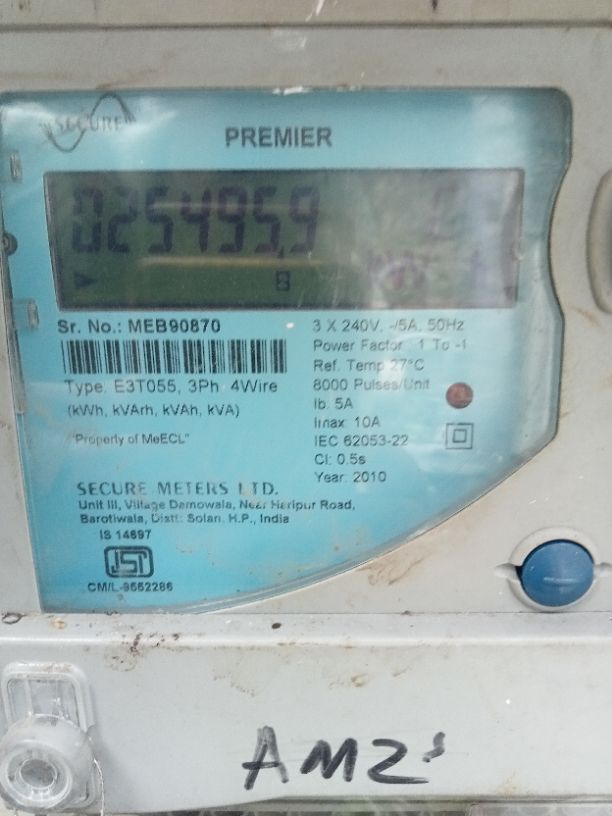 SECURE
PREMIER
025495.9
Sr. No.: MEB90870
Type: E3T055, 3Ph 4Wire
(kWh, kVArh, kVAh, kVA)
"Property of MeECL"
3 X 240V, -/5A, 50Hz
Power Factor 1 To -1
Ref. Temp 27°C
8000 Pulses/Unit
Ib. 5A
Imax 10A
IEC 62053-22
Cl: 0.5s
Year: 2010
SECURE METERS LTD.
Unit III, Village Damowala, Near Haripur Road,
Barotiwala, Distt: Solan. H.P., India
IS 14697
CM/L-9552286
AMZ